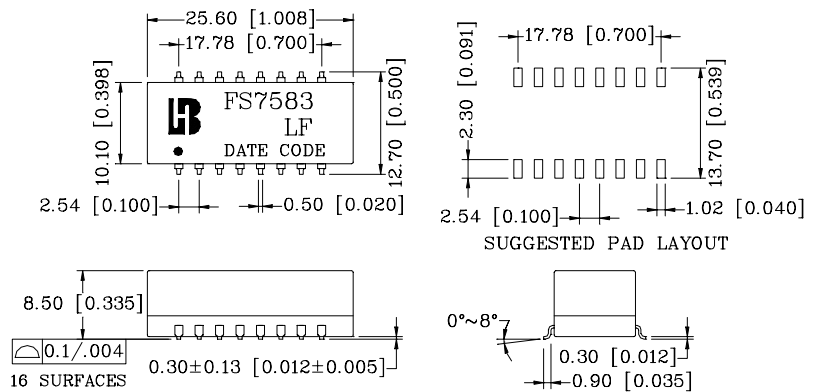 25.60 [1.008]
17.78 [0.700]
10.10 [0.398]
HB
FS7583
LF
DATE CODE
12.70 [0.500]
2.54 [0.100]
0.50 [0.020]
17.78 [0.700]
2.30 [0.091]
13.70 [0.539]
2.54 [0.100]
1.02 [0.040]
SUGGESTED PAD LAYOUT
8.50 [0.335]
0.1/.004
16 SURFACES
0.30±0.13 [0.012±0.005]
0°~8°
0.30 [0.012]
0.90 [0.035]